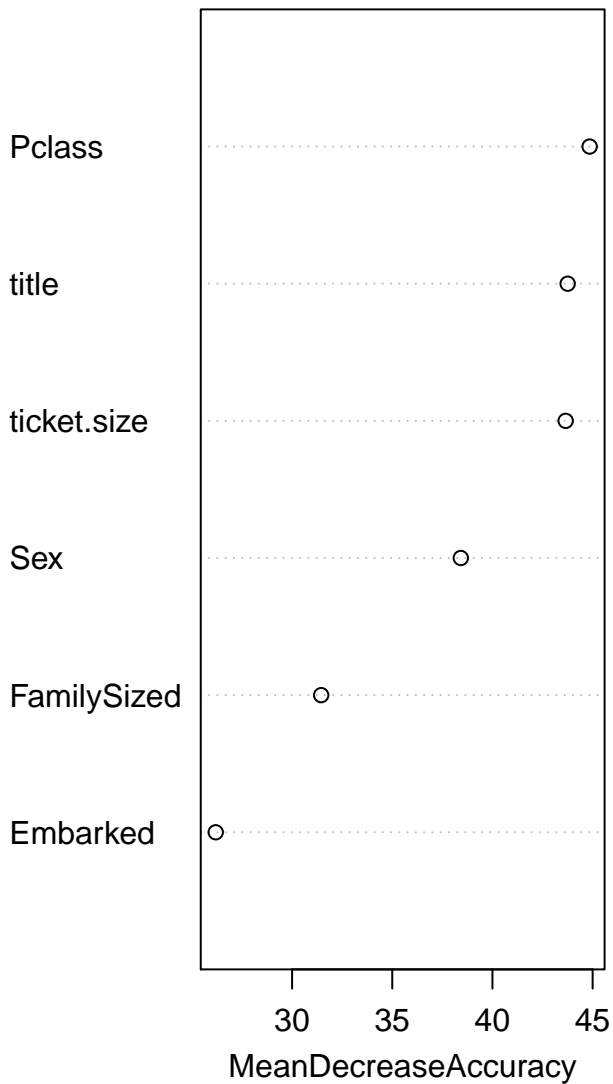 Pclass
title
ticket.size
Sex
FamilySized
Embarked
30 35 40 45
MeanDecreaseAccuracy